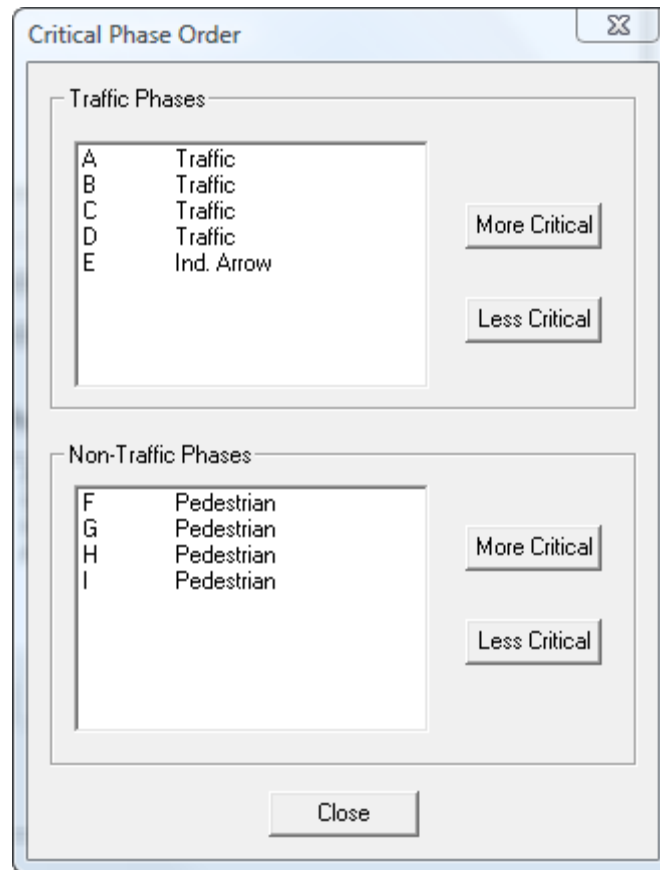 Critical Phase Order
Traffic Phases
A Traffic
B Traffic
C Traffic
D Traffic
E Ind. Arrow
More Critical
Less Critical
Non-Traffic Phases
F Pedestrian
G Pedestrian
H Pedestrian
I Pedestrian
More Critical
Less Critical
Close